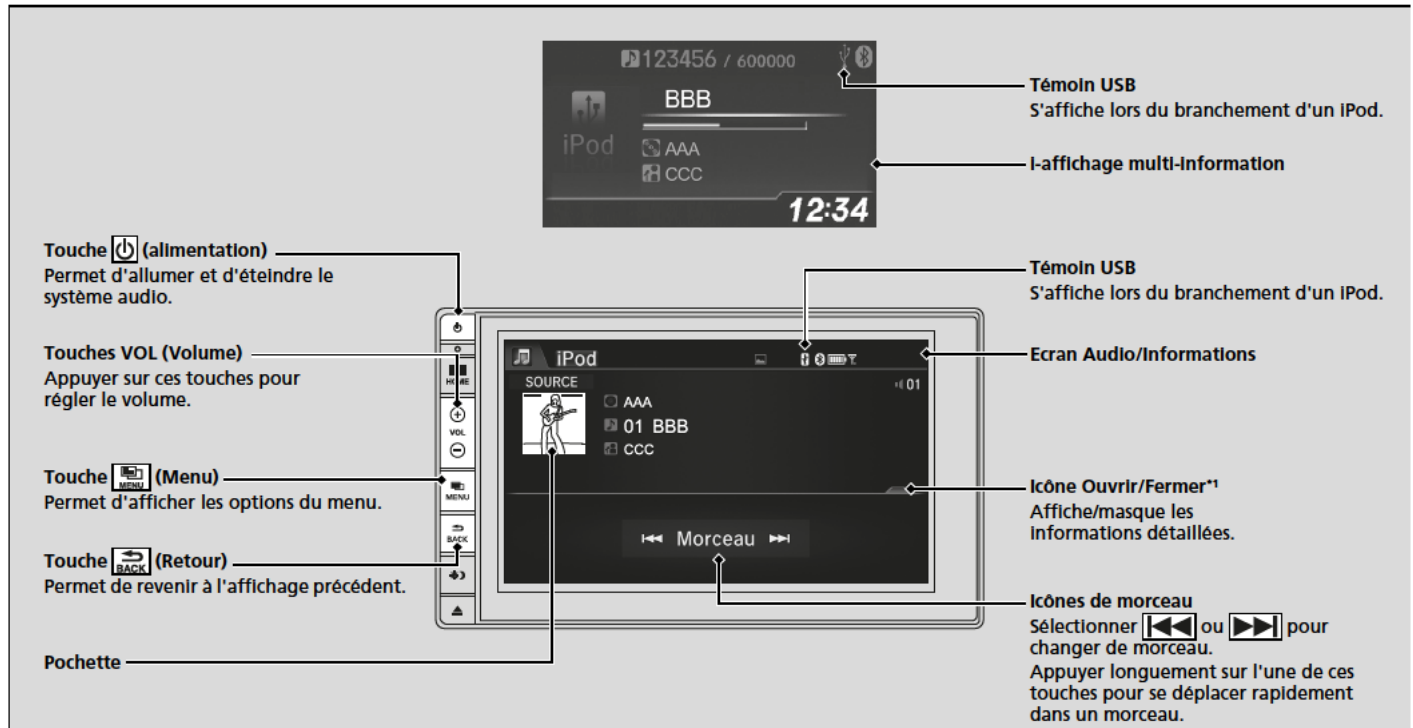 123456 / 600000
BBB
iPod
AAA
CCC
12:34
Témoin USB
S'affiche lors du branchement d'un iPod.
i-affichage multi-information
Touche (alimentation)
Permet d'allumer et d'éteindre le
système audio.
Touches VOL (Volume)
Appuyer sur ces touches pour
régler le volume.
Touche MENU (Menu)
Permet d'afficher les options du menu.
Touche BACK (Retour)
Permet de revenir à l'affichage précédent.
Pochette
HOME
VOL
MENU
BACK
iPod
SOURCE
01
AAA
01 BBB
CCC
Morceau
Témoin USB
S'affiche lors du branchement d'un iPod.
Ecran Audio/Informations
Icône Ouvrir/Fermer*1
Affiche/masque les
informations détaillées.
Icônes de morceau
Sélectionner ou pour
changer de morceau.
Appuyer longuement sur l'une de ces
touches pour se déplacer rapidement
dans un morceau.